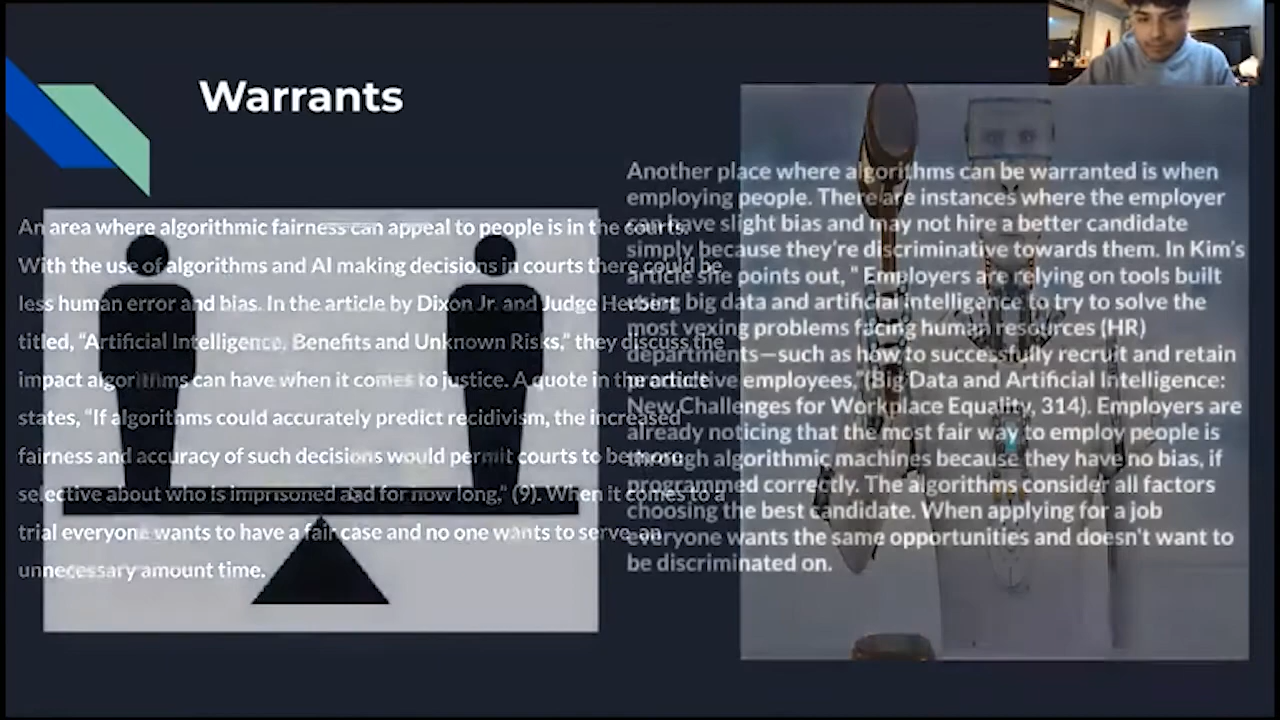 Warrants
An area where algorithmic fairness can appeal to people is in the courts.
With the use of algorithms and AI making decisions in courts there could be
less human error and bias. In the article by Dixon Jr. and Judge Herbert
titled, “Artificial Intelligence, Benefits and Unknown Risks,” they discuss the
impact algorithms can have when it comes to justice. A quote in the article
states, “If algorithms could accurately predict recidivism, the increased
fairness and accuracy of such decisions would permit courts to be more
selective about who is imprisoned and for how long,” (9). When it comes to a
trial everyone wants to have a fair case and no one wants to serve an
unnecessary amount time.
Another place where algorithms can be warranted is when
employing people. There are instances where the employer
can have slight bias and may not hire a better candidate
simply because they're discriminative towards them. In Kim's
article she points out, " Employers are relying on tools built
using big data and artificial intelligence to try to solve the
most vexing problems facing human resources (HR)
departments—such as how to successfully recruit and retain
productive employees,"(Big Data and Artificial Intelligence:
New Challenges for Workplace Equality, 314). Employers are
already noticing that the most fair way to employ people is
through algorithmic machines because they have no bias, if
programmed correctly. The algorithms consider all factors
choosing the best candidate. When applying for a job
everyone wants the same opportunities and doesn't want to
be discriminated on.